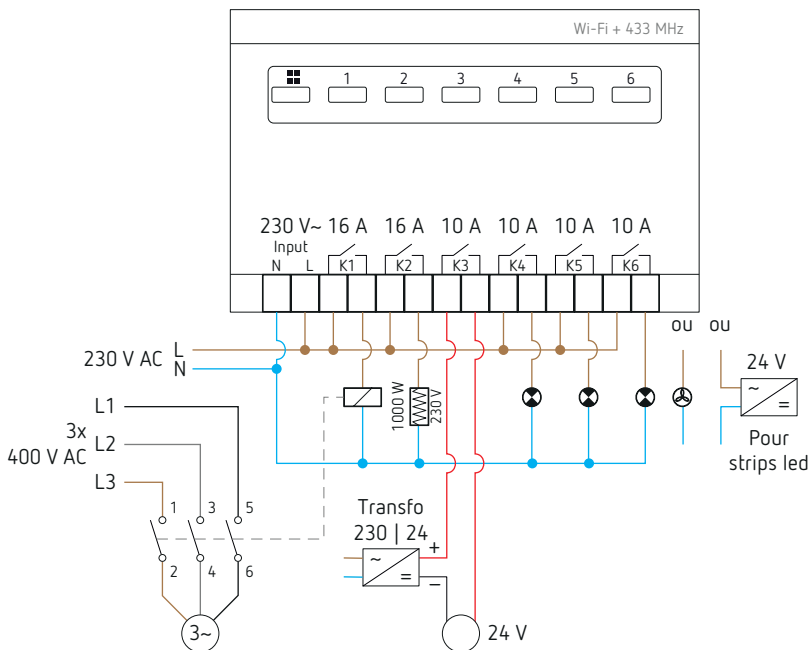 Wi-Fi + 433 MHz
1 2 3 4 5 6
230 V~ 16 A 16 A 10 A 10 A 10 A 10 A
Input
N L K1 K2 K3 K4 K5 K6
ou ou
L
230 V AC
N
24 V
~
=
1000 W
230 V
L1
3x
400 V AC
L2
L3
Pour
strips led
1 3 5
2 4 6
Transfo
230 | 24
~
=
+
–
3~
24 V